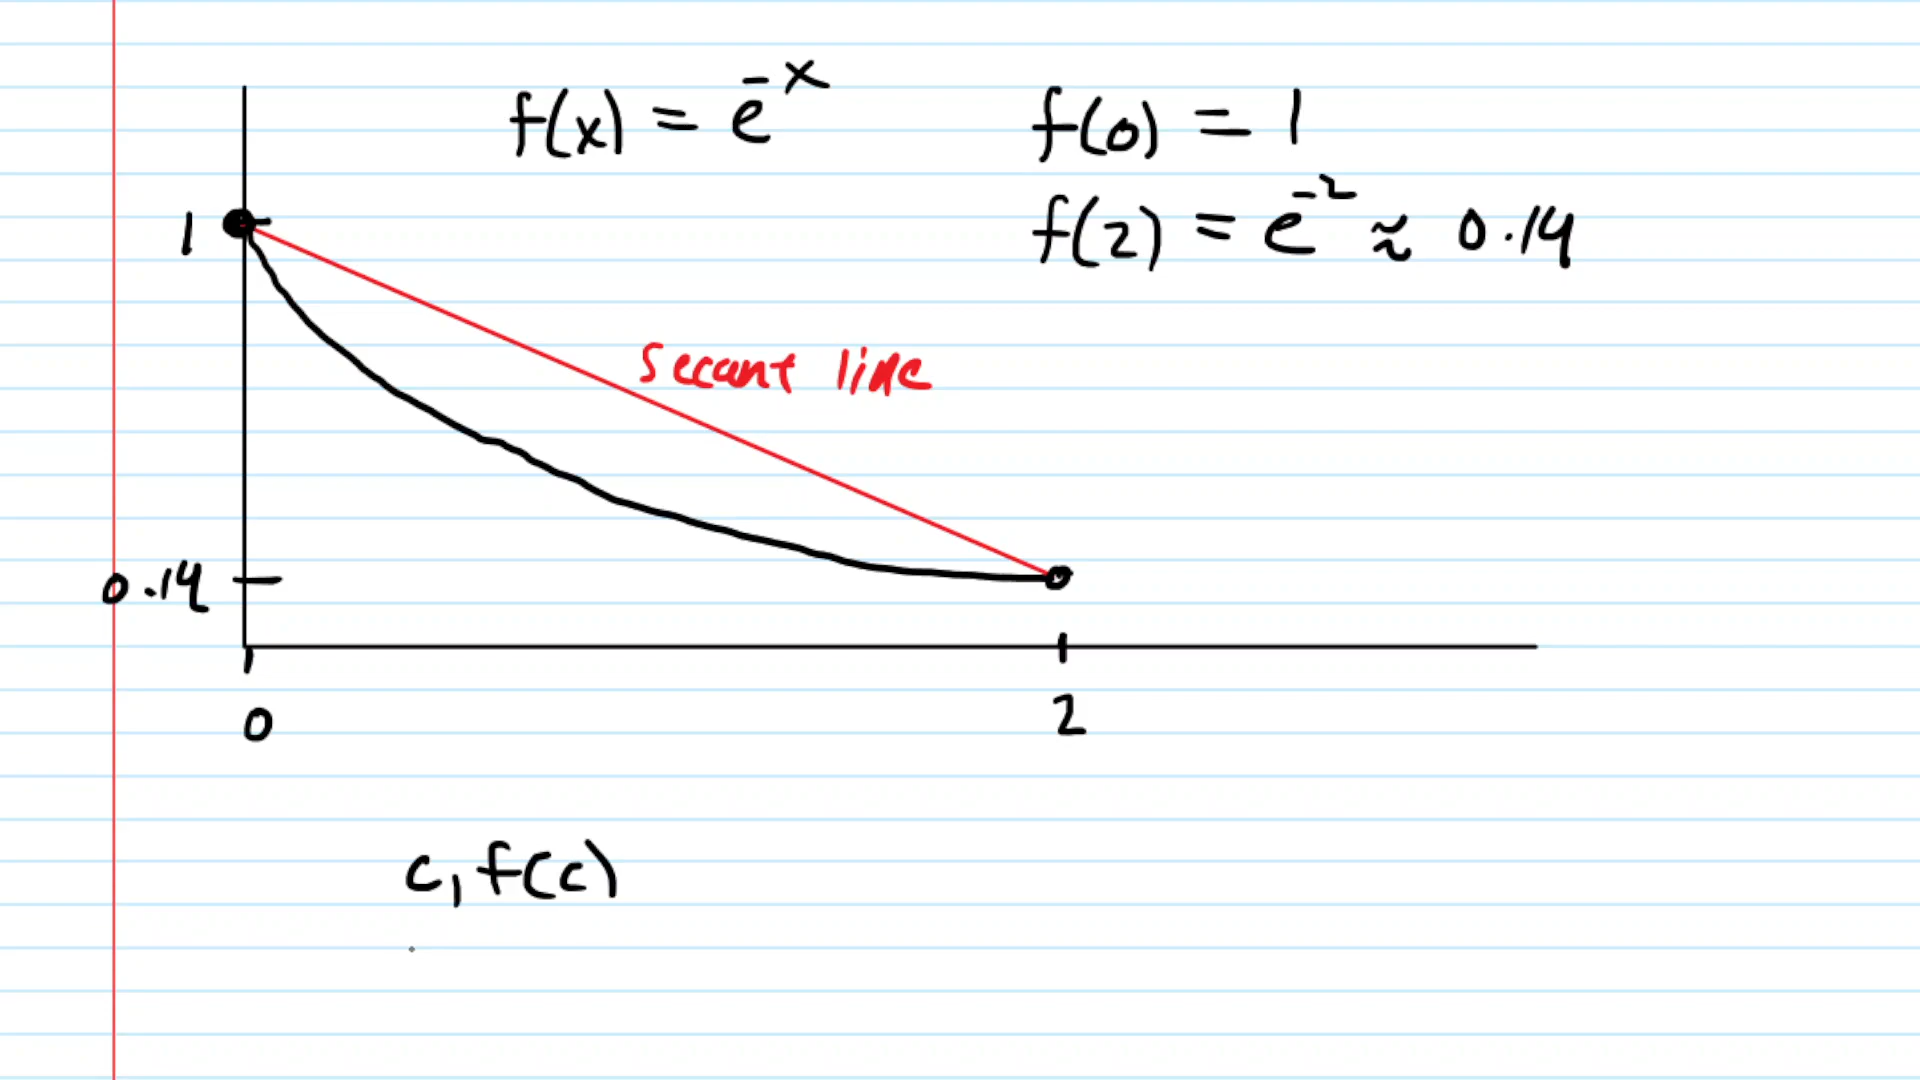 f(x) = e^-x
f(0) = 1
f(2) = e^-2 ≈ 0.14
1
secant line
0.14
0
2
c, f(c)